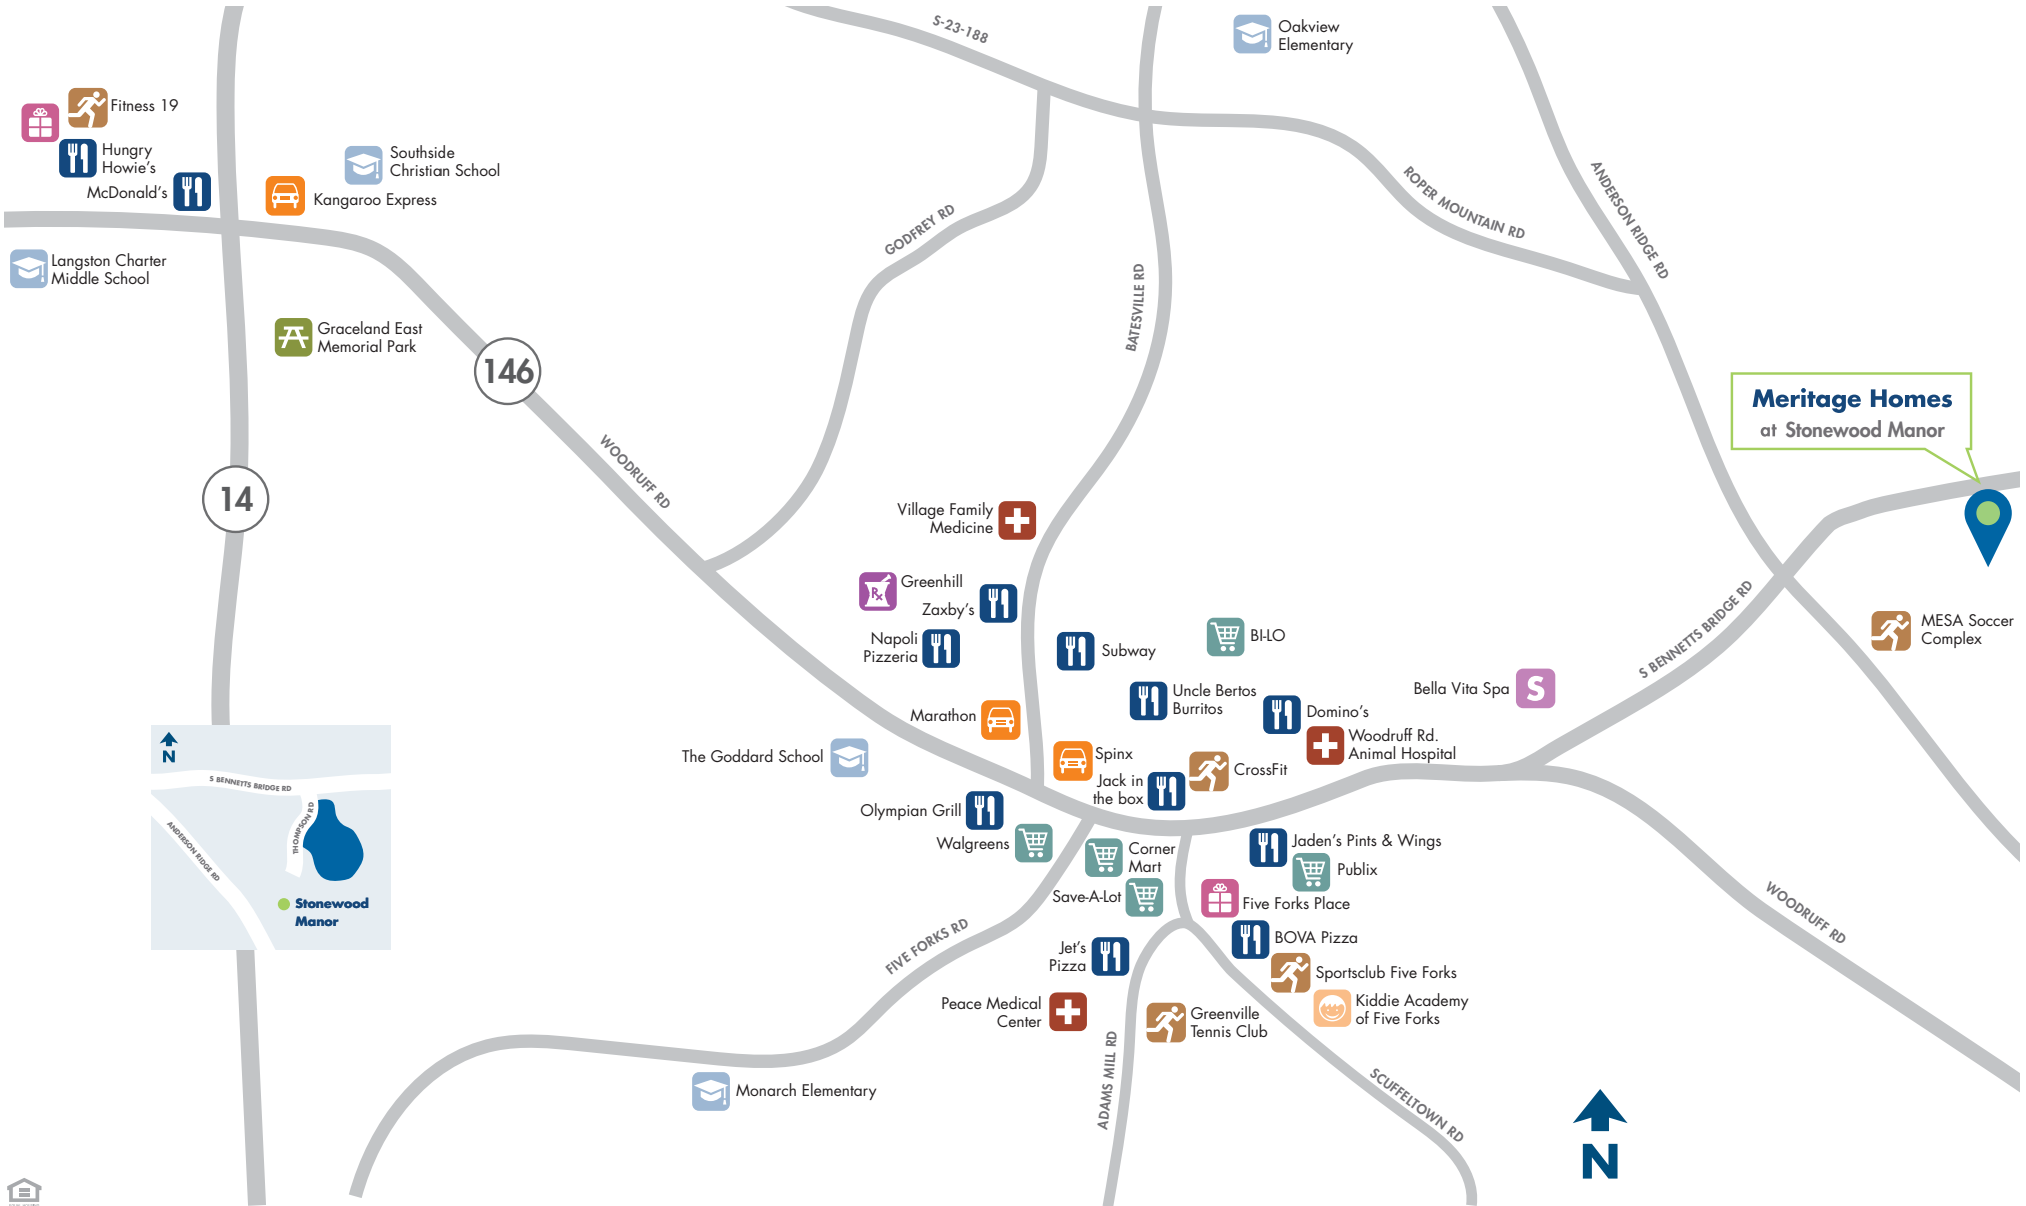 S-23-188
Oakview
Elementary
Fitness 19
Hungry
Howie's
McDonald's
Southside
Christian School
Kangaroo Express
Langston Charter
Middle School
Graceland East
Memorial Park
146
14
WOODRUFF RD
GODFREY RD
BATESVILLE RD
ROPER MOUNTAIN RD
ANDERSON RIDGE RD
Meritage Homes
at Stonewood Manor
Village Family
Medicine
Rx
Greenhill
Zaxby's
Napoli
Pizzeria
Subway
BI-LO
S BENNETTS BRIDGE RD
MESA Soccer
Complex
Bella Vita Spa
S
Uncle Bertos
Burritos
Domino's
Marathon
Woodruff Rd.
Animal Hospital
The Goddard School
Spinx
CrossFit
Jack in
the box
Olympian Grill
Walgreens
Corner
Mart
Save-A-Lot
Jaden's Pints & Wings
Publix
Five Forks Place
BOVA Pizza
Sportsclub Five Forks
Kiddie Academy
of Five Forks
Jet's
Pizza
Peace Medical
Center
Greenville
Tennis Club
FIVE FORKS RD
WOODRUFF RD
ADAMS MILL RD
SCUFFELTOWN RD
Monarch Elementary
N
N
S BENNETTS BRIDGE RD
THOMPSON RD
ANDERSON RIDGE RD
Stonewood
Manor